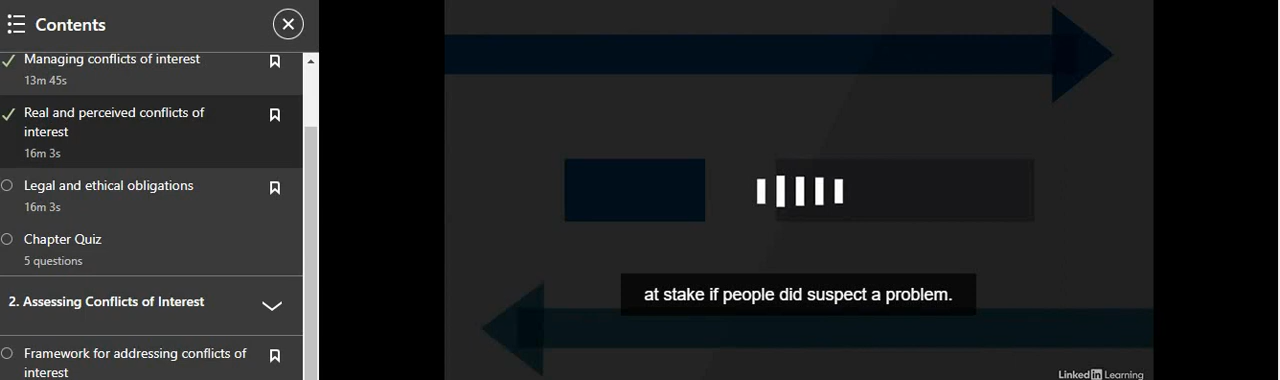 Contents
Managing conflicts of interest
13m 45s
Real and perceived conflicts of
interest
16m 3s
Legal and ethical obligations
16m 3s
Chapter Quiz
5 questions
2. Assessing Conflicts of Interest
Framework for addressing conflicts of
interest
at stake if people did suspect a problem.
Linked in Learning